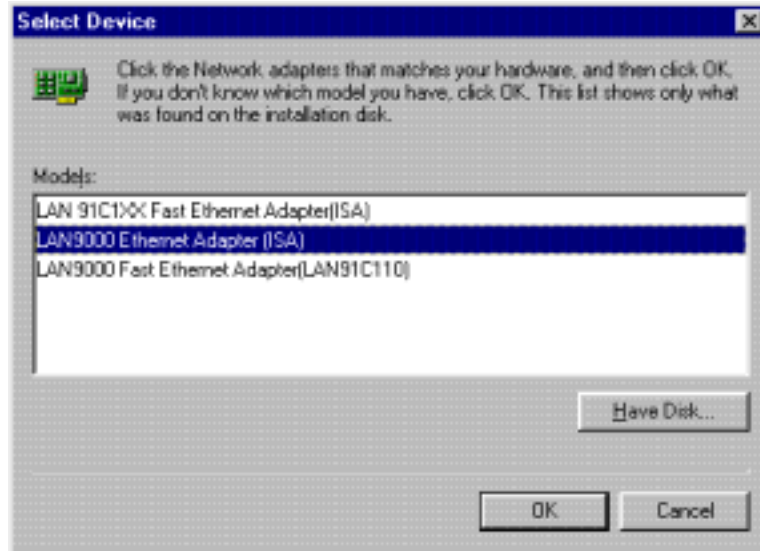 Select Device
Click the Network adapters that matches your hardware, and then click OK.
If you don't know which model you have, click OK. This list shows only what
was found on the installation disk.
Models:
LAN 91C1XX Fast Ethernet Adapter(ISA)
LAN9000 Ethernet Adapter (ISA)
LAN9000 Fast Ethernet Adapter(LAN91C110)
Have Disk...
OK
Cancel